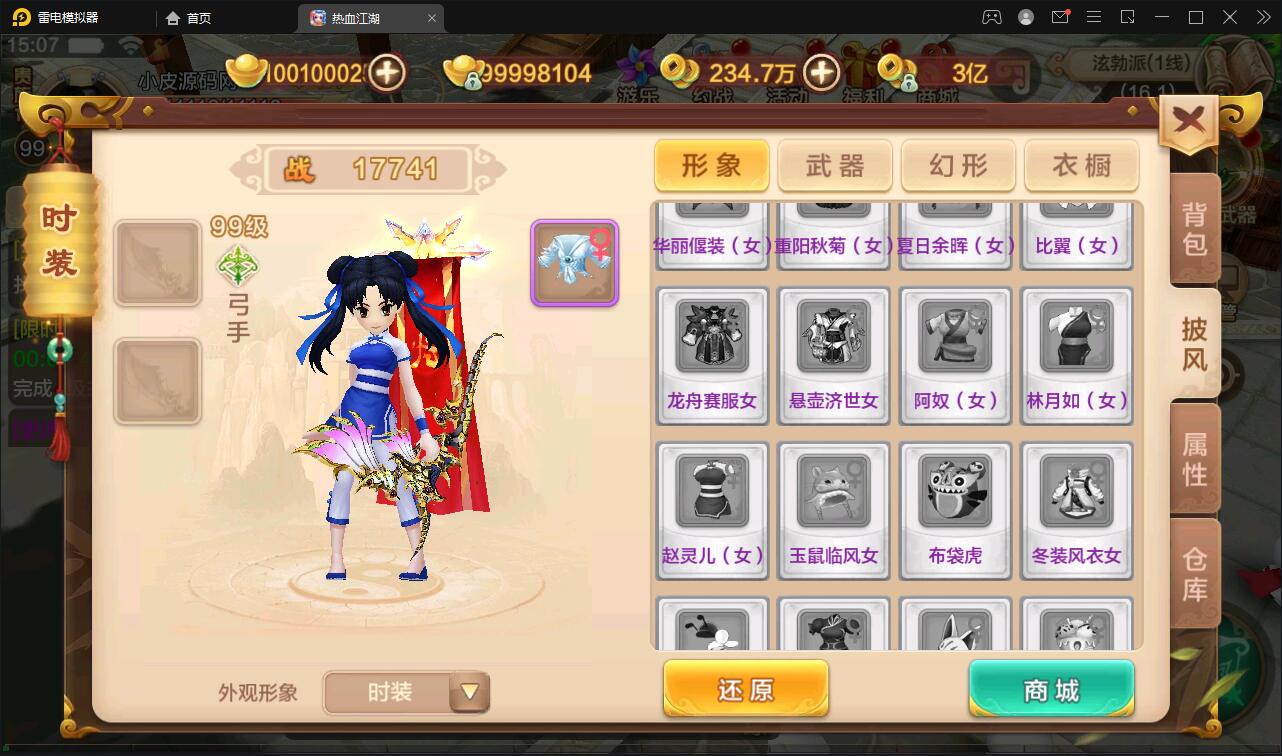 雷电模拟器
首页
热血江湖
15:07
小皮源码网
00100023
99998104
234.7万
3亿
泫勃派(1线)
游乐
约战
活动
福利
商城
99
时装
战 17741
99级
弓手
形象
武器
幻形
衣橱
华丽偃装（女）
重阳秋菊（女）
夏日余晖（女）
比翼（女）
龙舟赛服女
悬壶济世女
阿奴（女）
林月如（女）
赵灵儿（女）
玉鼠临风女
布袋虎
冬装风衣女
背包
披风
属性
仓库
武器
完成
外观形象
时装
还原
商城